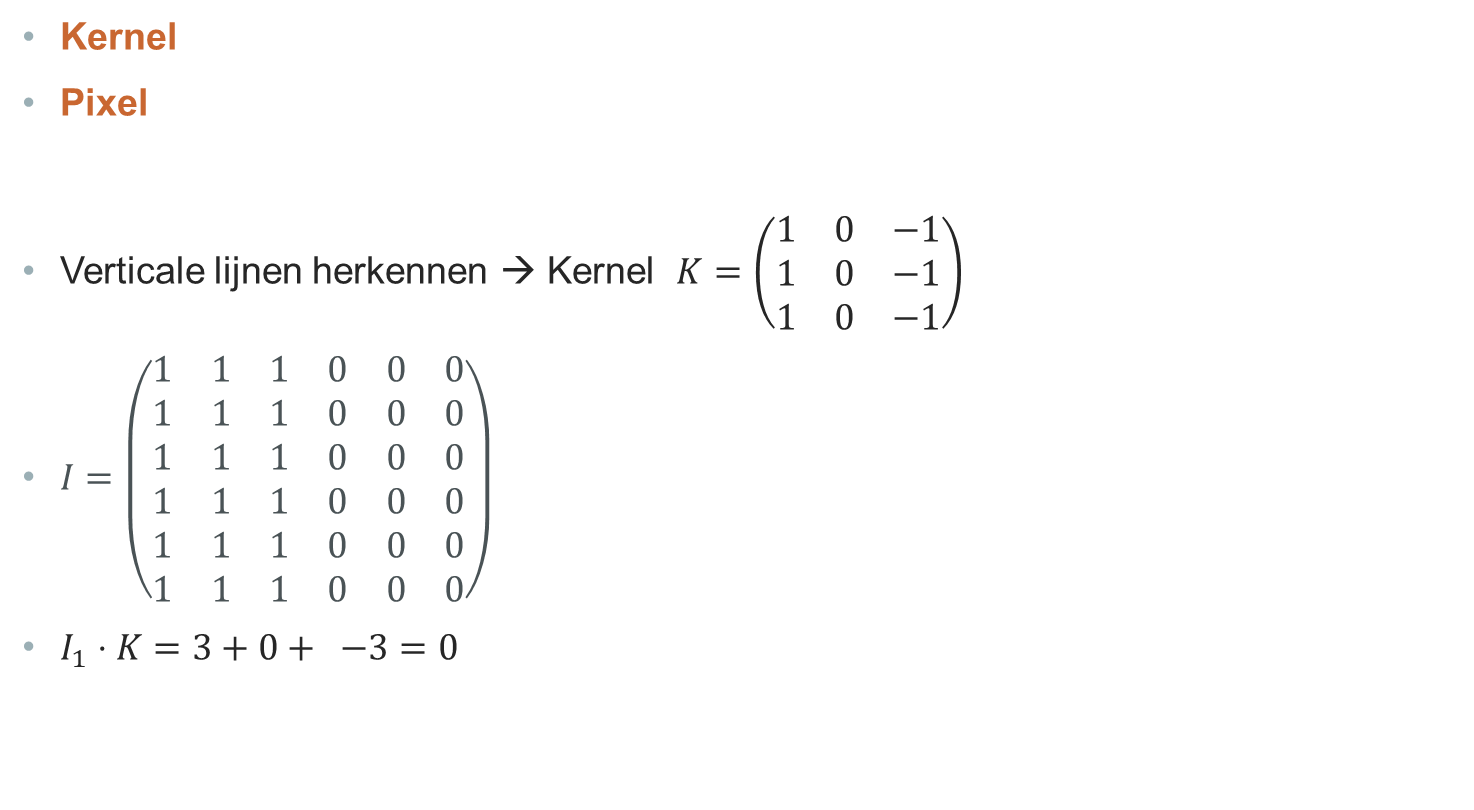 • Kernel
• Pixel
• Verticale lijnen herkennen → Kernel K = (1 0 −1
1 0 −1
1 0 −1)
• I = (1 1 1 0 0 0
1 1 1 0 0 0
1 1 1 0 0 0
1 1 1 0 0 0
1 1 1 0 0 0
1 1 1 0 0 0)
• I₁ · K = 3 + 0 + −3 = 0